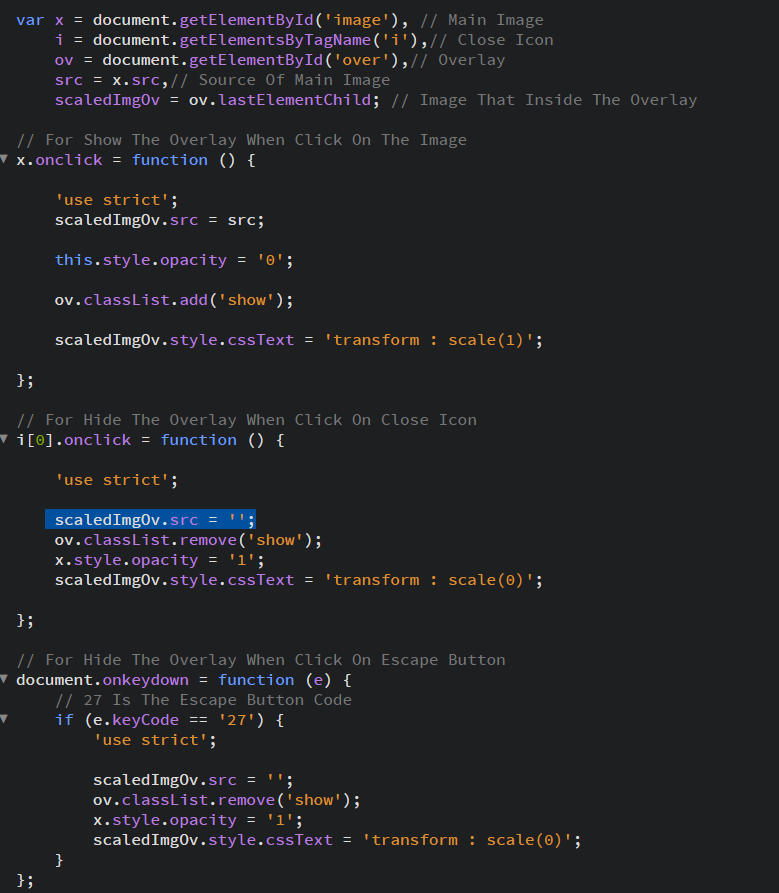 var x = document.getElementById('image'), // Main Image
    i = document.getElementsByTagName('i'),// Close Icon
    ov = document.getElementById('over'),// Overlay
    src = x.src,// Source Of Main Image
    scaledImgOv = ov.lastElementChild; // Image That Inside The Overlay
// For Show The Overlay When Click On The Image
x.onclick = function () {
    'use strict';
    scaledImgOv.src = src;
    this.style.opacity = '0';
    ov.classList.add('show');
    scaledImgOv.style.cssText = 'transform : scale(1)';
};
// For Hide The Overlay When Click On Close Icon
i[0].onclick = function () {
    'use strict';
    scaledImgOv.src = '';
    ov.classList.remove('show');
    x.style.opacity = '1';
    scaledImgOv.style.cssText = 'transform : scale(0)';
};
// For Hide The Overlay When Click On Escape Button
document.onkeydown = function (e) {
    // 27 Is The Escape Button Code
    if (e.keyCode == '27') {
        'use strict';
        scaledImgOv.src = '';
        ov.classList.remove('show');
        x.style.opacity = '1';
        scaledImgOv.style.cssText = 'transform : scale(0)';
    }
};